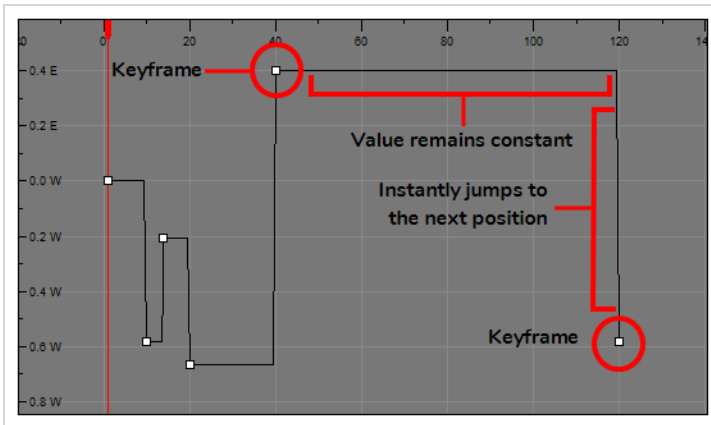 0 20 40 60 80 100 120 14
0.4 E
Keyframe
0.2 E
Value remains constant
0.0 W
Instantly jumps to
the next position
0.2 W
0.4 W
0.6 W
Keyframe
0.8 W